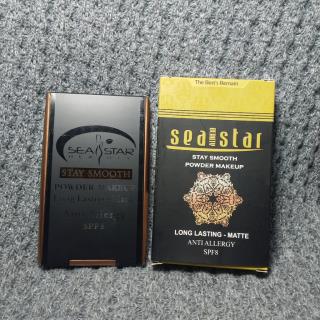 SEA STAR
STAY SMOOTH
POWDER MAKEUP
Long Lasting
Anti Allergy
SPF8
The Best's Remain
sea star
STAY SMOOTH
POWDER MAKEUP
LONG LASTING - MATTE
ANTI ALLERGY
SPF8